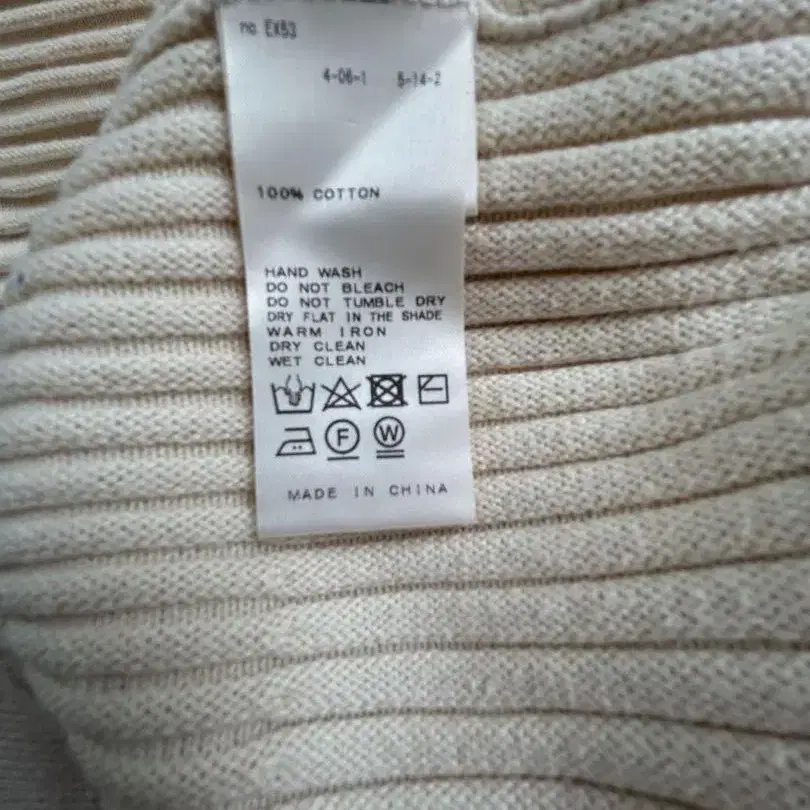 no. EX53
4-06-1 5-14-2
100% COTTON
HAND WASH
DO NOT BLEACH
DO NOT TUMBLE DRY
DRY FLAT IN THE SHADE
WARM IRON
DRY CLEAN
WET CLEAN
F W
MADE IN CHINA